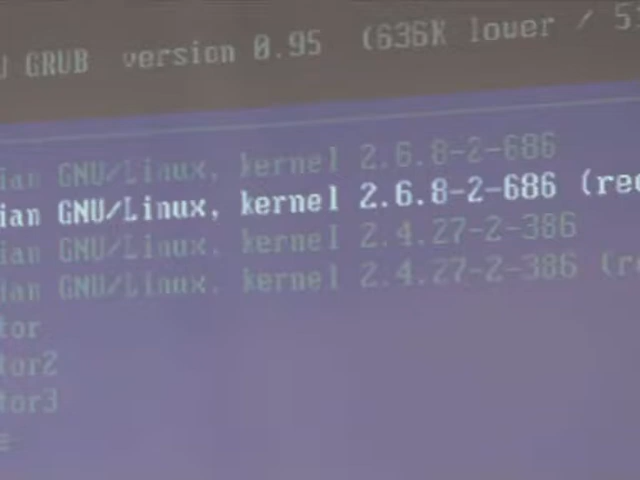 GRUB version 0.95 (636K lower /
ian GNU/Linux, kernel 2.6.8-2-686
ian GNU/Linux, kernel 2.6.8-2-686 (rec
ian GNU/Linux, kernel 2.4.27-2-386
ian GNU/Linux, kernel 2.4.27-2-386 (r
tor
tor2
tor3